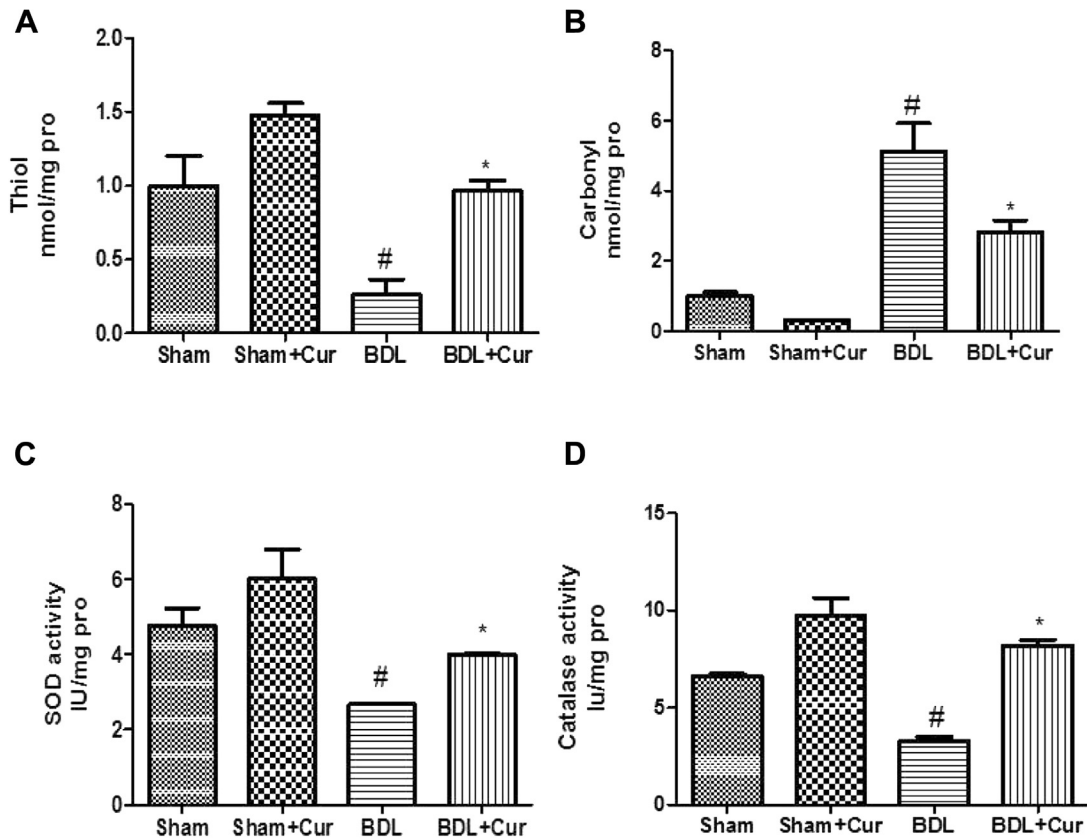 A
Thiol
nmol/mg pro
2.0
1.5
1.0
0.5
0.0
#
*
Sham Sham+Cur BDL BDL+Cur
B
Carbonyl
nmol/mg pro
8
6
4
2
0
#
*
Sham Sham+Cur BDL BDL+Cur
C
SOD activity
IU/mg pro
8
6
4
2
0
#
*
Sham Sham+Cur BDL BDL+Cur
D
Catalase activity
Iu/mg pro
15
10
5
0
#
*
Sham Sham+Cur BDL BDL+Cur